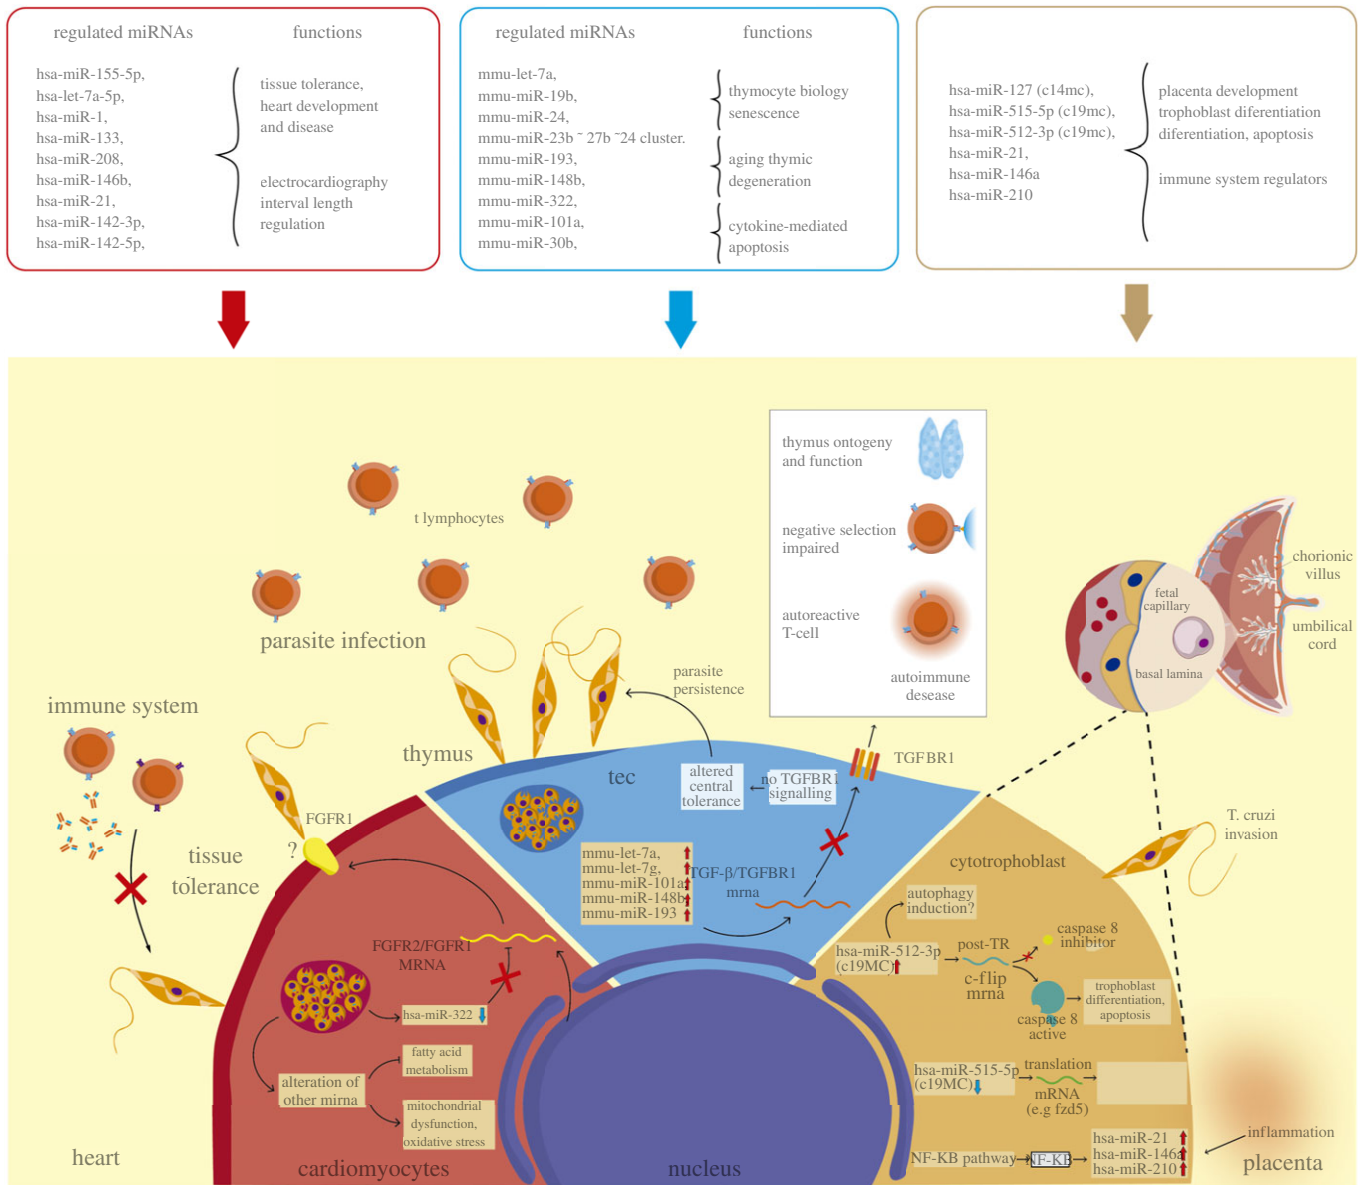 regulated miRNAs
functions
hsa-miR-155-5p,
hsa-let-7a-5p,
hsa-miR-1,
hsa-miR-133,
hsa-miR-208,
hsa-miR-146b,
hsa-miR-21,
hsa-miR-142-3p,
hsa-miR-142-5p,
tissue tolerance,
heart development
and disease
electrocardiography
interval length
regulation
regulated miRNAs
functions
mmu-let-7a,
mmu-miR-19b,
mmu-miR-24,
mmu-miR-23b ~ 27b ~24 cluster.
mmu-miR-193,
mmu-miR-148b,
mmu-miR-322,
mmu-miR-101a,
mmu-miR-30b,
thymocyte biology
senescence
aging thymic
degeneration
cytokine-mediated
apoptosis
hsa-miR-127 (c14mc),
hsa-miR-515-5p (c19mc),
hsa-miR-512-3p (c19mc),
hsa-miR-21,
hsa-miR-146a
hsa-miR-210
placenta development
trophoblast diferentiation
diferentiation, apoptosis
immune system regulators
t lymphocytes
parasite infection
immune system
thymus
parasite
persistence
thymus ontogeny
and function
negative selection
impaired
autoreactive
T-cell
autoimmune
desease
chorionic
villus
umbilical
cord
fetal
capillary
basal lamina
TGFBR1
tec
altered
central
tolerance
no TGFBR1
signalling
FGFR1
?
tissue
tolerance
mmu-let-7a,
mmu-let-7g,
mmu-miR-101a
mmu-miR-148b
mmu-miR-193
TGF-β/TGFBR1
mrna
T. cruzi
invasion
cytotrophoblast
autophagy
induction?
hsa-miR-512-3p
(c19MC)
post-TR
c-flip
mrna
caspase 8
inhibitor
caspase 8
active
trophoblast
differentiation,
apoptosis
FGFR2/FGFR1
MRNA
hsa-miR-322
fatty acid
metabolism
alteration of
other mirna
mitochondrial
dysfunction,
oxidative stress
hsa-miR-515-5p
(c19MC)
translation
mRNA
(e.g fzd5)
NF-KB pathway
NF-KB
hsa-miR-21
hsa-miR-146a
hsa-miR-210
inflammation
placenta
heart
cardiomyocytes
nucleus